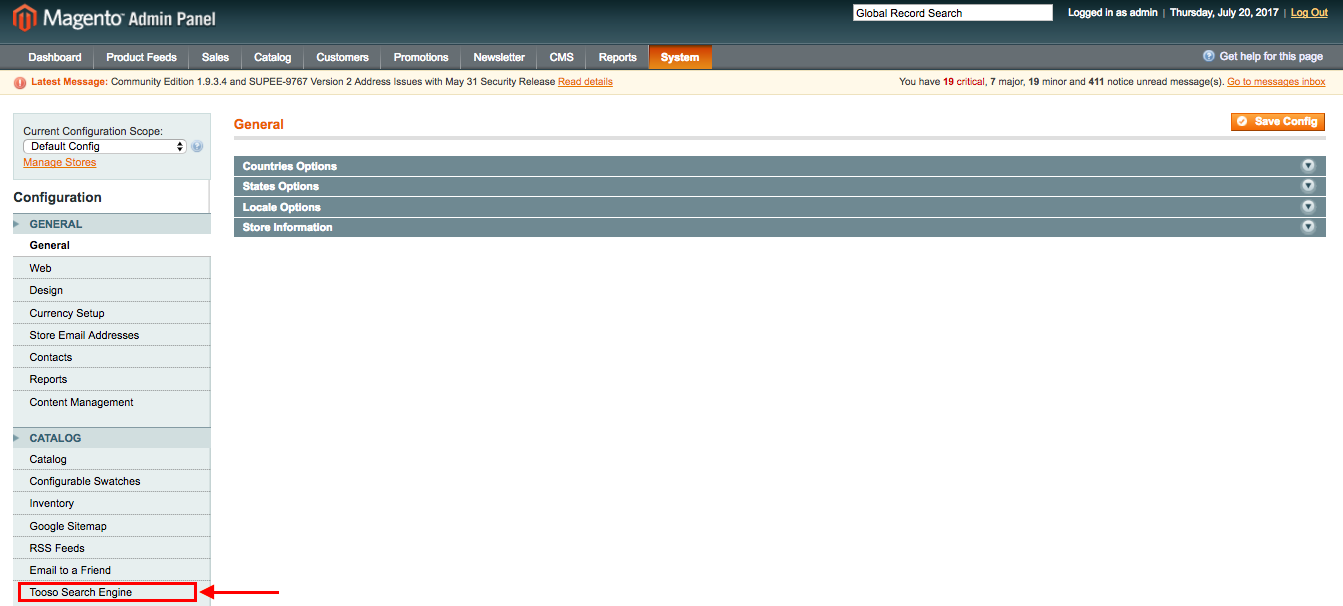 Magento Admin Panel
Global Record Search
Logged in as admin | Thursday, July 20, 2017 | Log Out
Dashboard Product Feeds Sales Catalog Customers Promotions Newsletter CMS Reports System
Get help for this page
Latest Message: Community Edition 1.9.3.4 and SUPEE-9767 Version 2 Address Issues with May 31 Security Release Read details
You have 19 critical, 7 major, 19 minor and 411 notice unread message(s). Go to messages inbox
Current Configuration Scope:
Default Config
Manage Stores
Configuration
GENERAL
General
Web
Design
Currency Setup
Store Email Addresses
Contacts
Reports
Content Management
CATALOG
Catalog
Configurable Swatches
Inventory
Google Sitemap
RSS Feeds
Email to a Friend
Tooso Search Engine
General
Save Config
Countries Options
States Options
Locale Options
Store Information